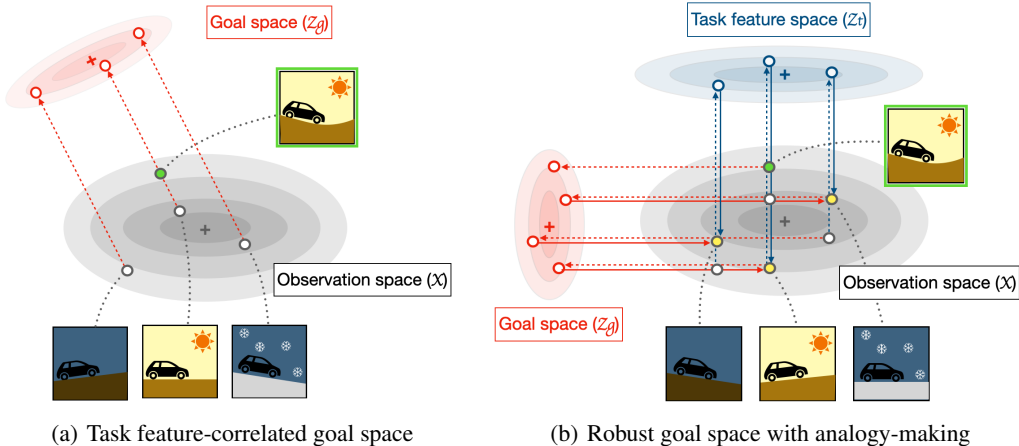 Goal space (Zg)
Observation space (X)
(a) Task feature-correlated goal space
Task feature space (Zt)
Observation space (X)
Goal space (Zg)
(b) Robust goal space with analogy-making